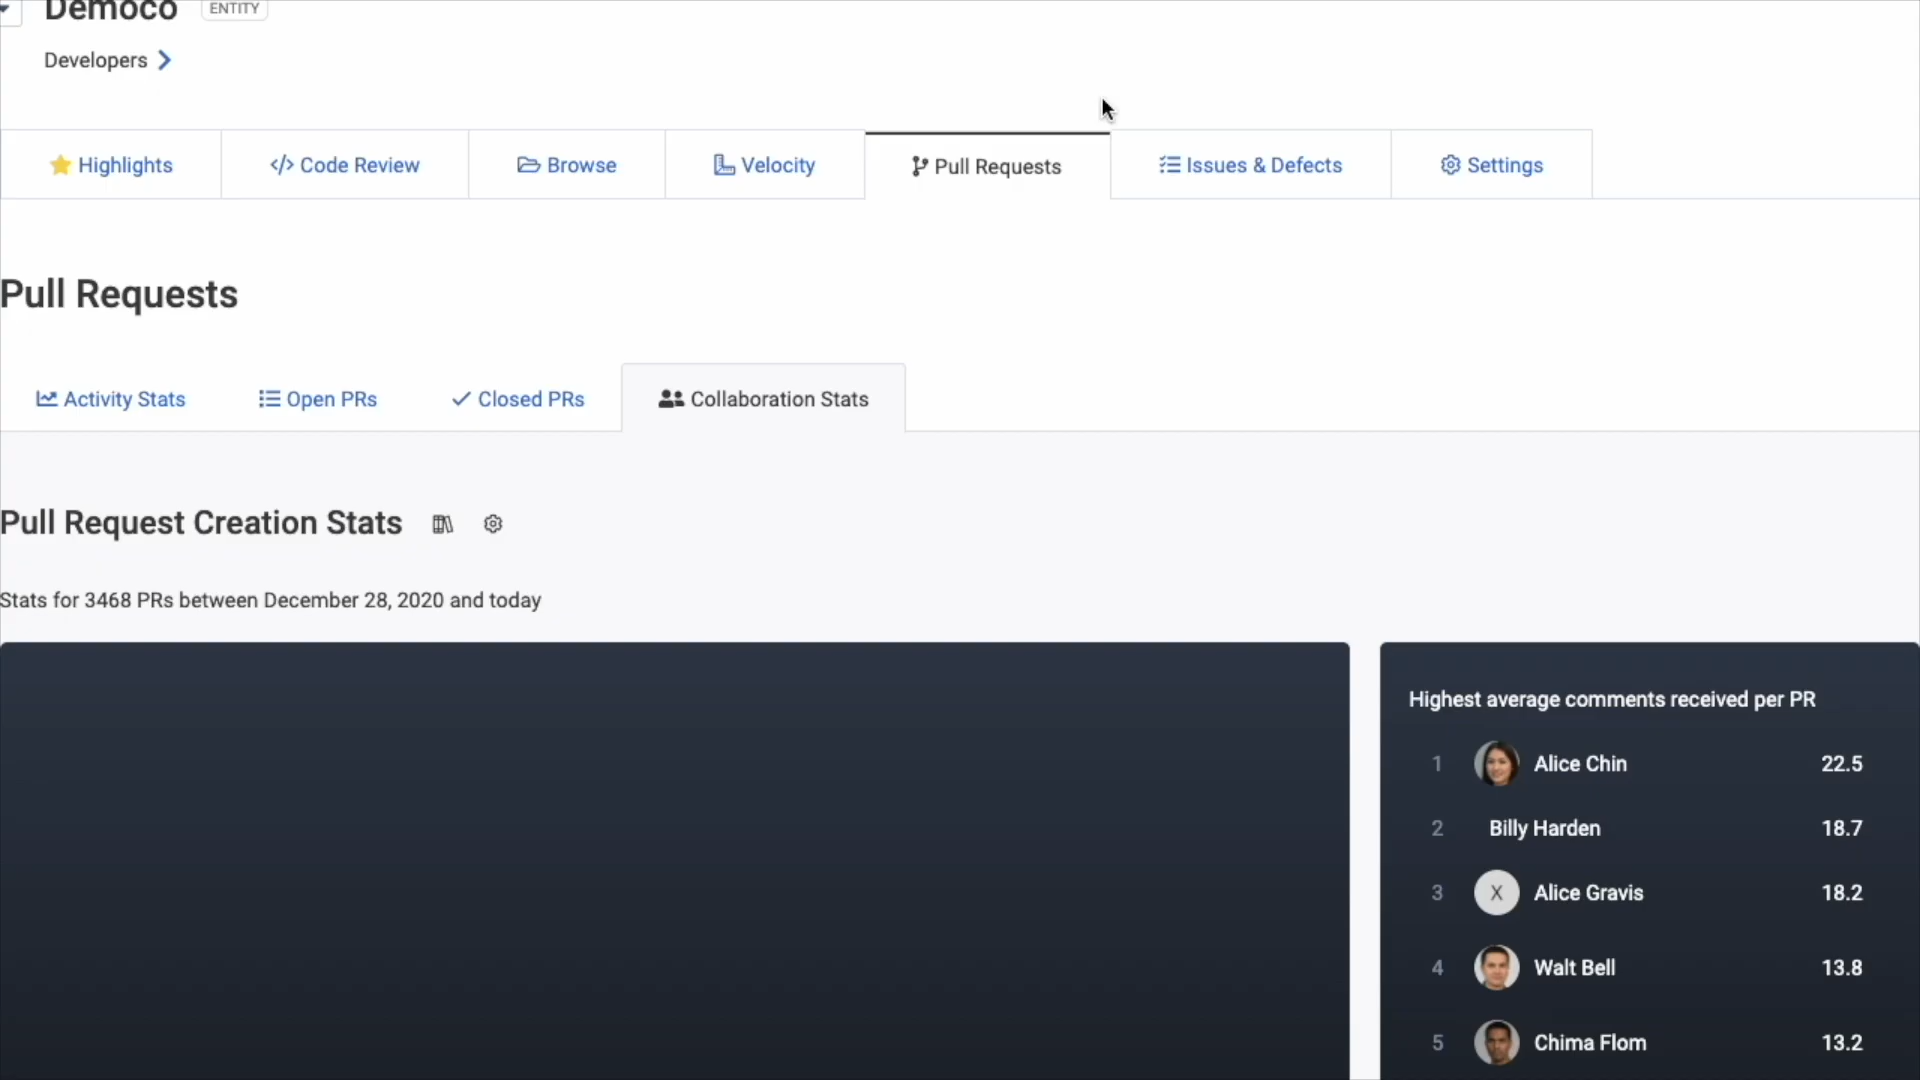 Democo ENTITY
Developers
Highlights Code Review Browse Velocity Pull Requests Issues & Defects Settings
Pull Requests
Activity Stats Open PRs Closed PRs Collaboration Stats
Pull Request Creation Stats
Stats for 3468 PRs between December 28, 2020 and today
Highest average comments received per PR
1 Alice Chin 22.5
2 Billy Harden 18.7
3 X Alice Gravis 18.2
4 Walt Bell 13.8
5 Chima Flom 13.2